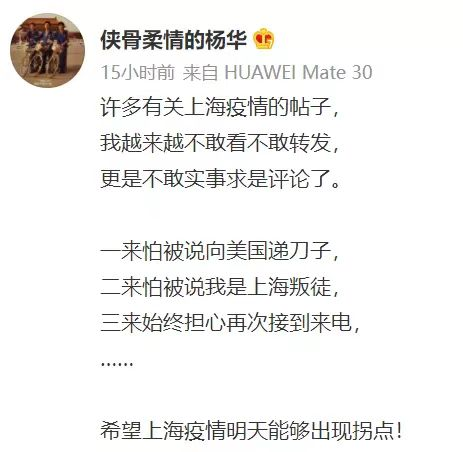 侠骨柔情的杨华
15小时前 来自 HUAWEI Mate 30
许多有关上海疫情的帖子，
我越来越不敢看不敢转发，
更是不敢实事求是评论了。
一来怕被说向美国递刀子，
二来怕被说我是上海叛徒，
三来始终担心再次接到来电，
......
希望上海疫情明天能够出现拐点！